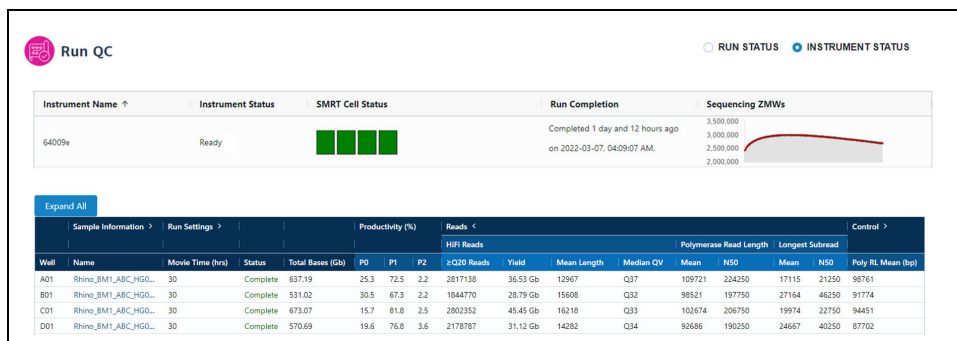 Run QC
RUN STATUS INSTRUMENT STATUS
Instrument Name ↑ Instrument Status SMRT Cell Status Run Completion Sequencing ZMWs
64009e Ready Completed 1 day and 12 hours ago
on 2022-03-07, 04:09:07 AM.
3,500,000
3,000,000
2,500,000
2,000,000
Expand All
Sample Information > Run Settings > Productivity (%) Reads < Control >
HiFi Reads Polymerase Read Length Longest Subread
Well Name Movie Time (hrs) Status Total Bases (Gb) P0 P1 P2 ≥Q20 Reads Yield Mean Length Median QV Mean N50 Mean N50 Poly RL Mean (bp)
A01 Rhino_BM1_ABC_HG0... 30 Complete 637.19 25.3 72.5 2.2 2817138 36.53 Gb 12967 Q37 109721 224250 17115 21250 98761
B01 Rhino_BM1_ABC_HG0... 30 Complete 531.02 30.5 67.3 2.2 1844770 28.79 Gb 15608 Q32 98521 197750 27164 46250 91774
C01 Rhino_BM1_ABC_HG0... 30 Complete 673.07 15.7 81.8 2.5 2802352 45.45 Gb 16218 Q33 102674 206750 19974 22750 94451
D01 Rhino_BM1_ABC_HG0... 30 Complete 570.69 19.6 76.8 3.6 2178787 31.12 Gb 14282 Q34 92686 190250 24667 40250 87702